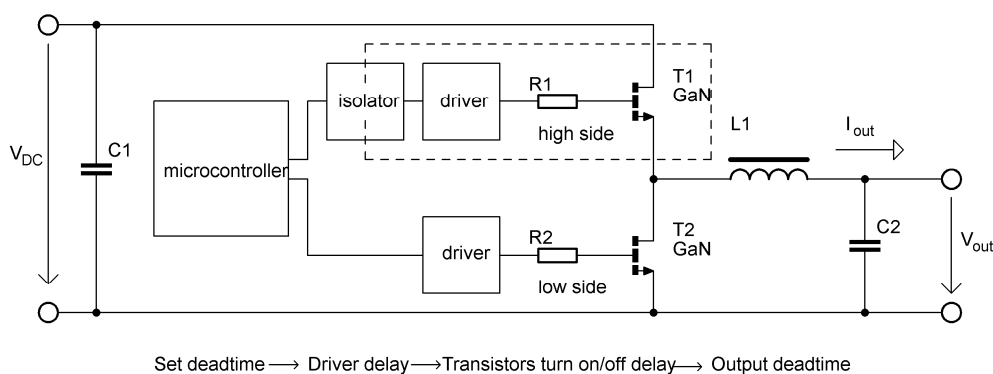 V_DC
C1
microcontroller
isolator
driver
R1
high side
T1
GaN
driver
R2
low side
T2
GaN
L1
I_out
C2
V_out
Set deadtime → Driver delay → Transistors turn on/off delay → Output deadtime